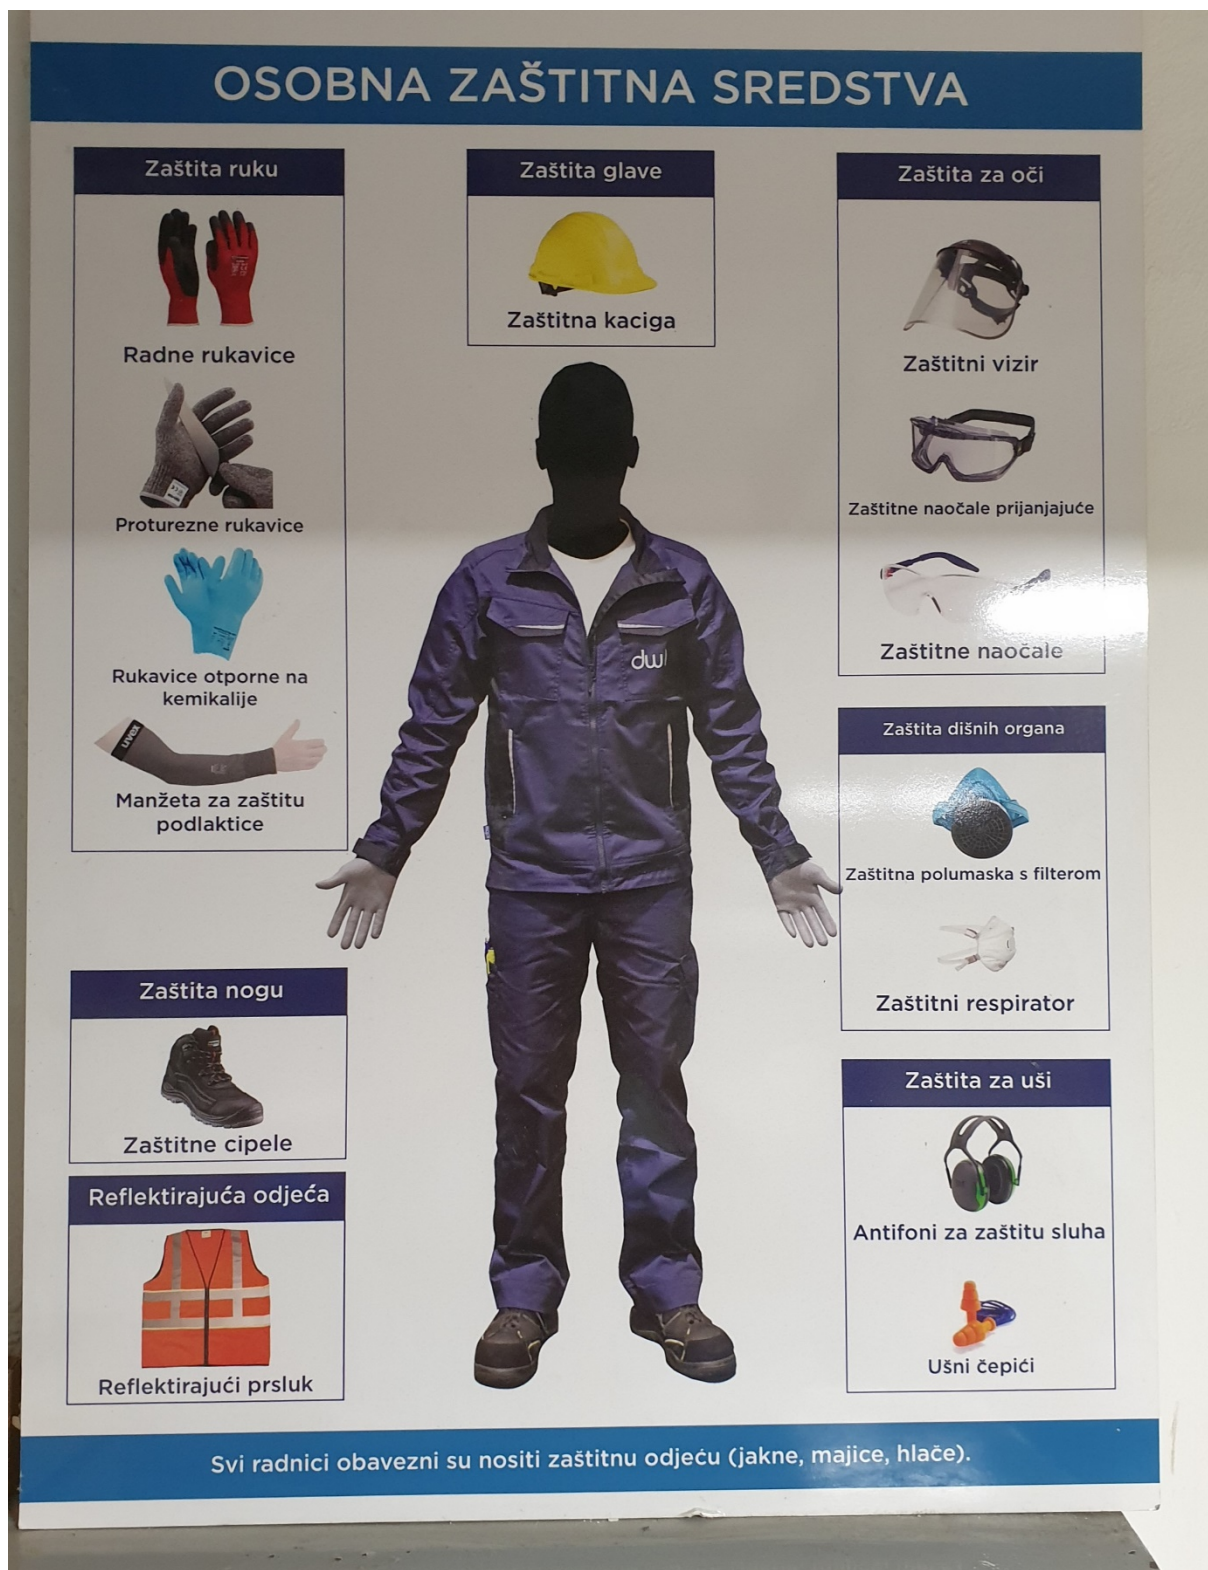 OSOBNA ZAŠTITNA SREDSTVA
Zaštita ruku
Radne rukavice
Proturezne rukavice
Rukavice otporne na
kemikalije
uvex
Manžeta za zaštitu
podlaktice
Zaštita glave
Zaštitna kaciga
Zaštita za oči
Zaštitni vizir
Zaštitne naočale prijanjajuće
Zaštitne naočale
dw
Zaštita dišnih organa
Zaštitna polumaska s filterom
Zaštitni respirator
Zaštita nogu
Zaštitne cipele
Reflektirajuća odjeća
Reflektirajući prsluk
Zaštita za uši
Antifoni za zaštitu sluha
Ušni čepići
Svi radnici obavezni su nositi zaštitnu odjeću (jakne, majice, hlače).